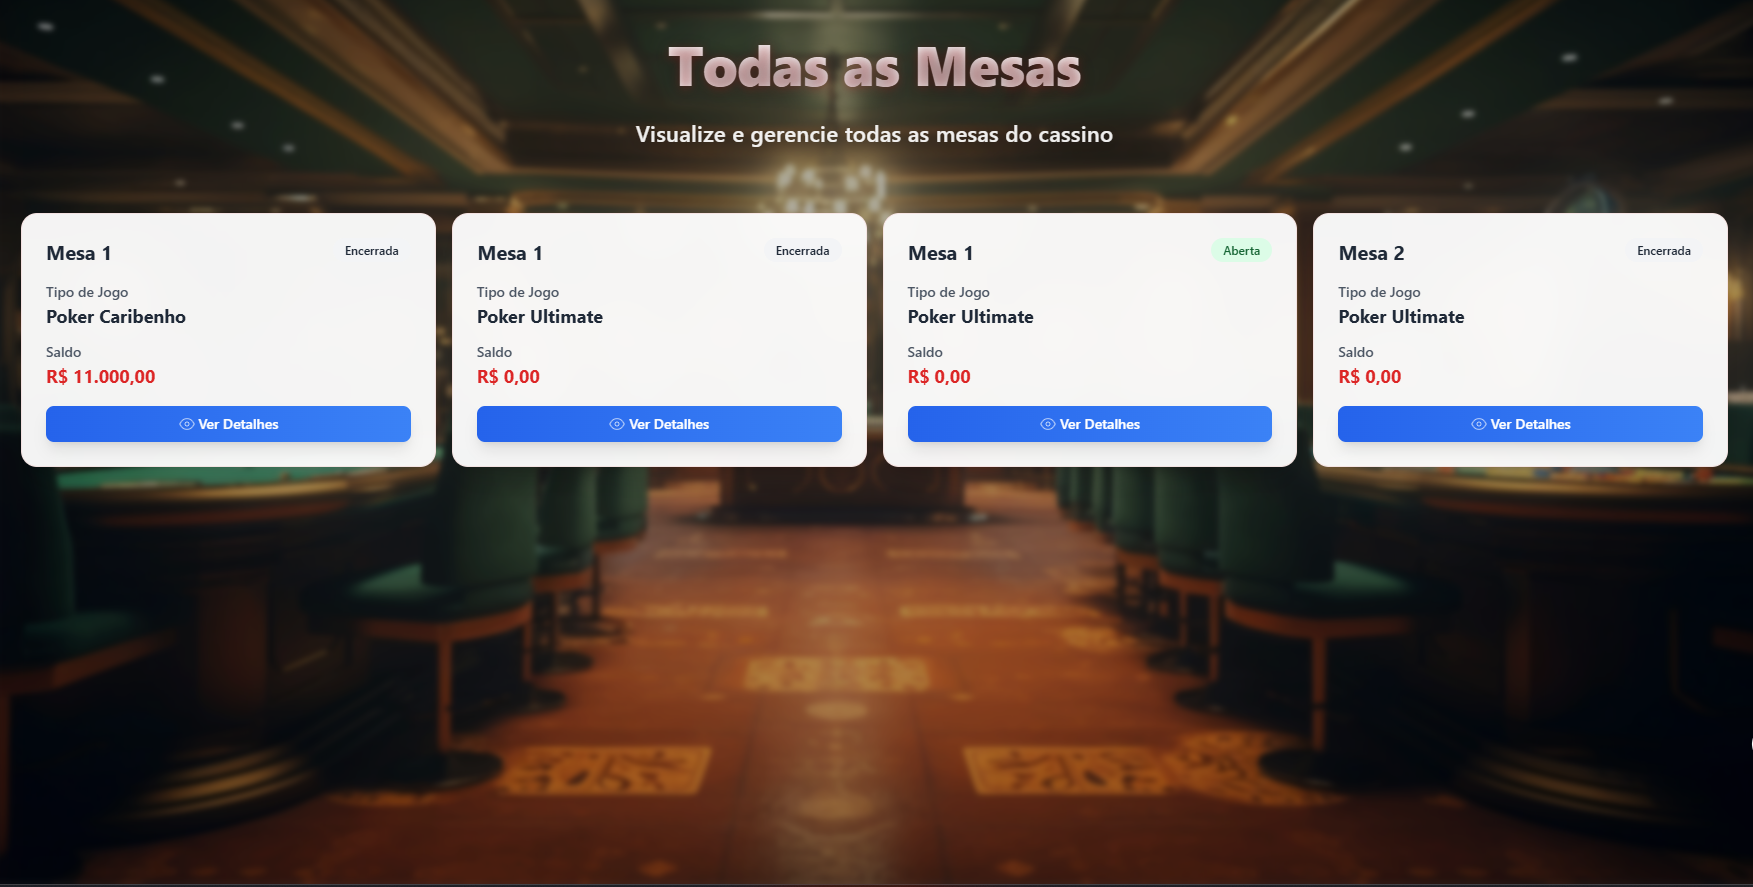 Todas as Mesas
Visualize e gerencie todas as mesas do cassino
Mesa 1
Encerrada
Tipo de Jogo
Poker Caribenho
Saldo
R$ 11.000,00
Ver Detalhes
Mesa 1
Encerrada
Tipo de Jogo
Poker Ultimate
Saldo
R$ 0,00
Ver Detalhes
Mesa 1
Aberta
Tipo de Jogo
Poker Ultimate
Saldo
R$ 0,00
Ver Detalhes
Mesa 2
Encerrada
Tipo de Jogo
Poker Ultimate
Saldo
R$ 0,00
Ver Detalhes